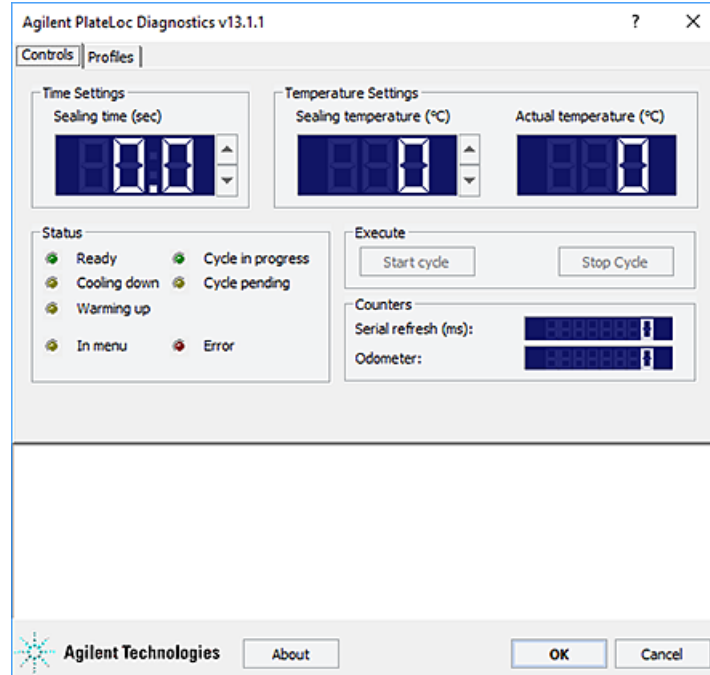 Agilent PlateLoc Diagnostics v13.1.1 ?
Controls Profiles
Time Settings
Sealing time (sec)
0.0
Temperature Settings
Sealing temperature (°C) Actual temperature (°C)
0 0
Status
Ready Cycle in progress
Cooling down Cycle pending
Warming up
In menu Error
Execute
Start cycle Stop Cycle
Counters
Serial refresh (ms):
Odometer:
Agilent Technologies About OK Cancel